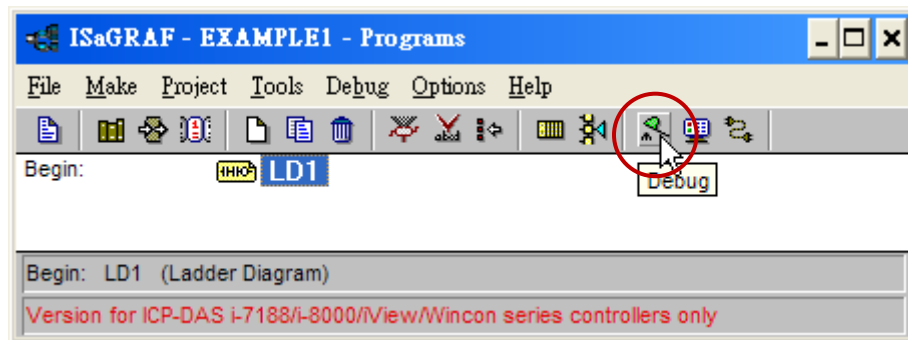 ISaGRAF - EXAMPLE1 - Programs
File Make Project Tools Debug Options Help
Begin: LD1
Debug
Begin: LD1 (Ladder Diagram)
Version for ICP-DAS i-7188/i-8000/iView/Wincon series controllers only